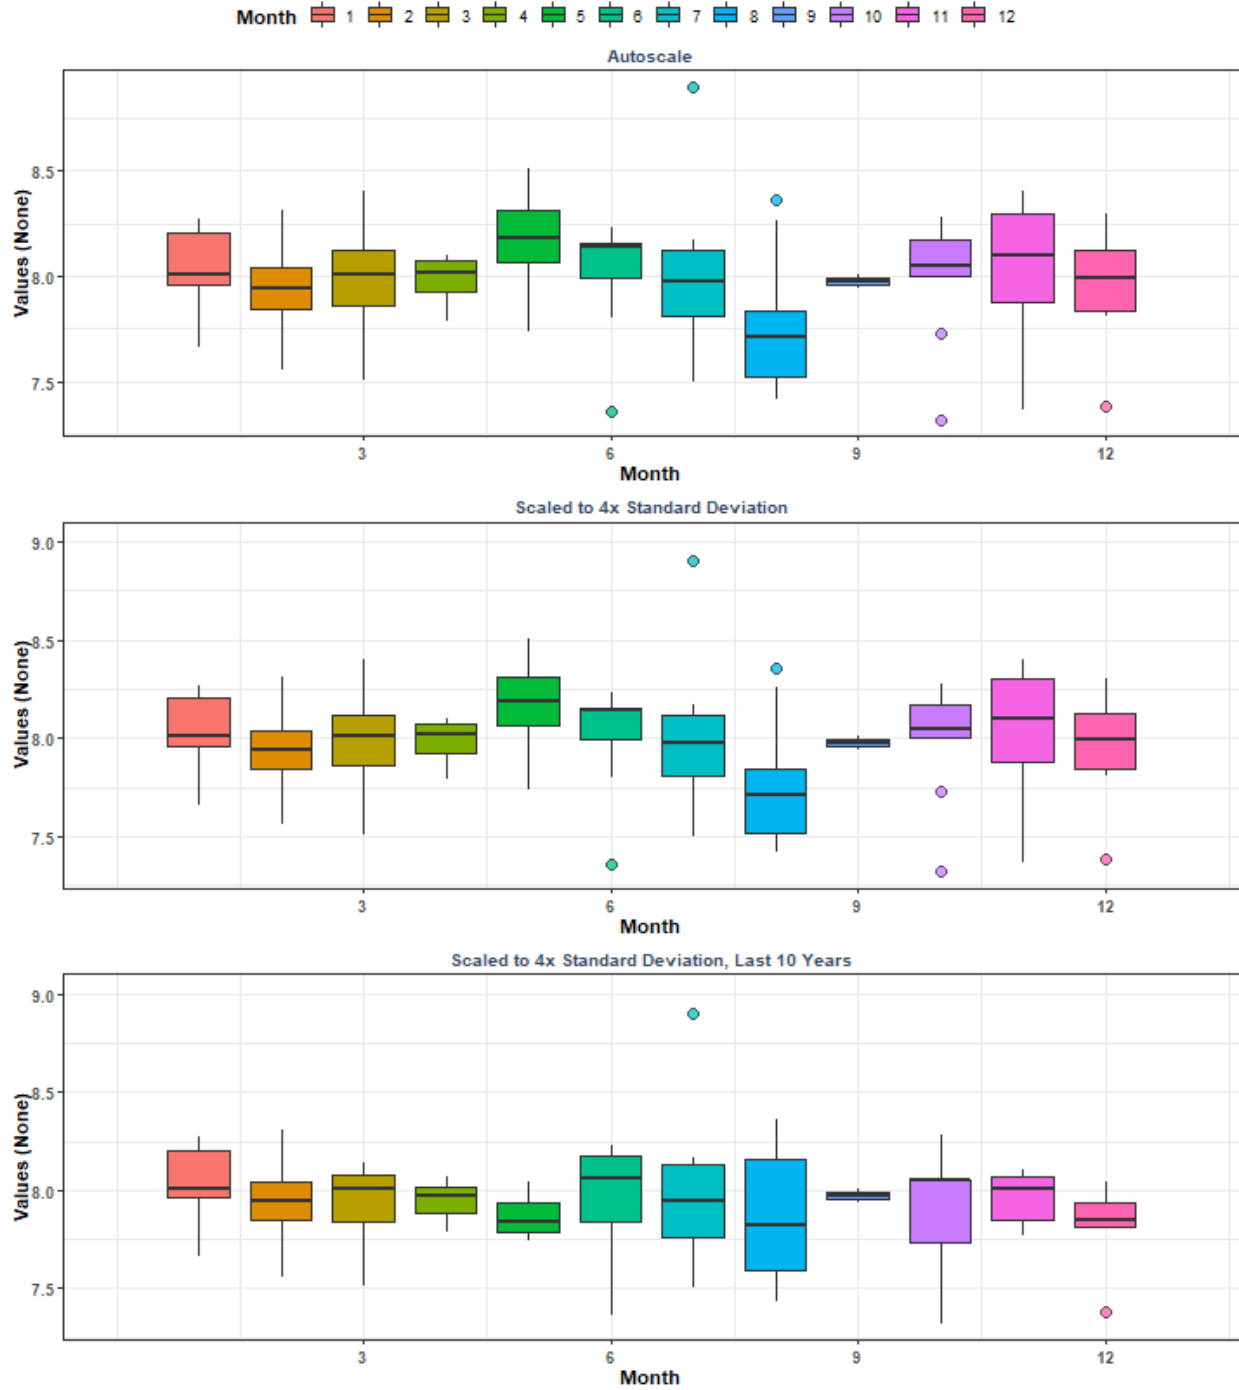 Month 1 2 3 4 5 6 7 8 9 10 11 12
Autoscale
Values (None)
8.5
8.0
7.5
3 6 9 12
Month
Scaled to 4x Standard Deviation
Values (None)
9.0
8.5
8.0
7.5
3 6 9 12
Month
Scaled to 4x Standard Deviation, Last 10 Years
Values (None)
9.0
8.5
8.0
7.5
3 6 9 12
Month